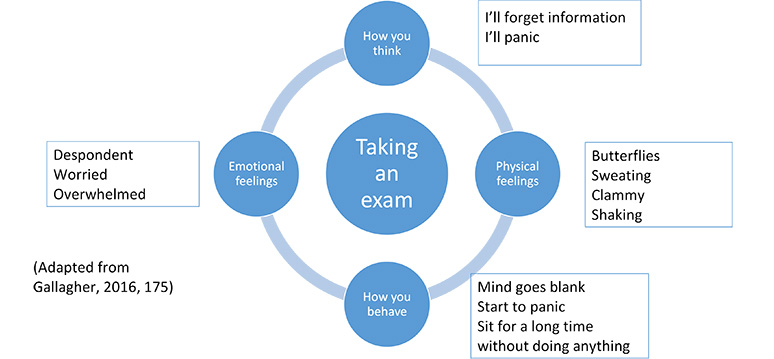 How you
think
I'll forget information
I'll panic
Despondent
Worried
Overwhelmed
Emotional
feelings
Taking
an
exam
Physical
feelings
Butterflies
Sweating
Clammy
Shaking
(Adapted from
Gallagher, 2016, 175)
How you
behave
Mind goes blank
Start to panic
Sit for a long time
without doing anything